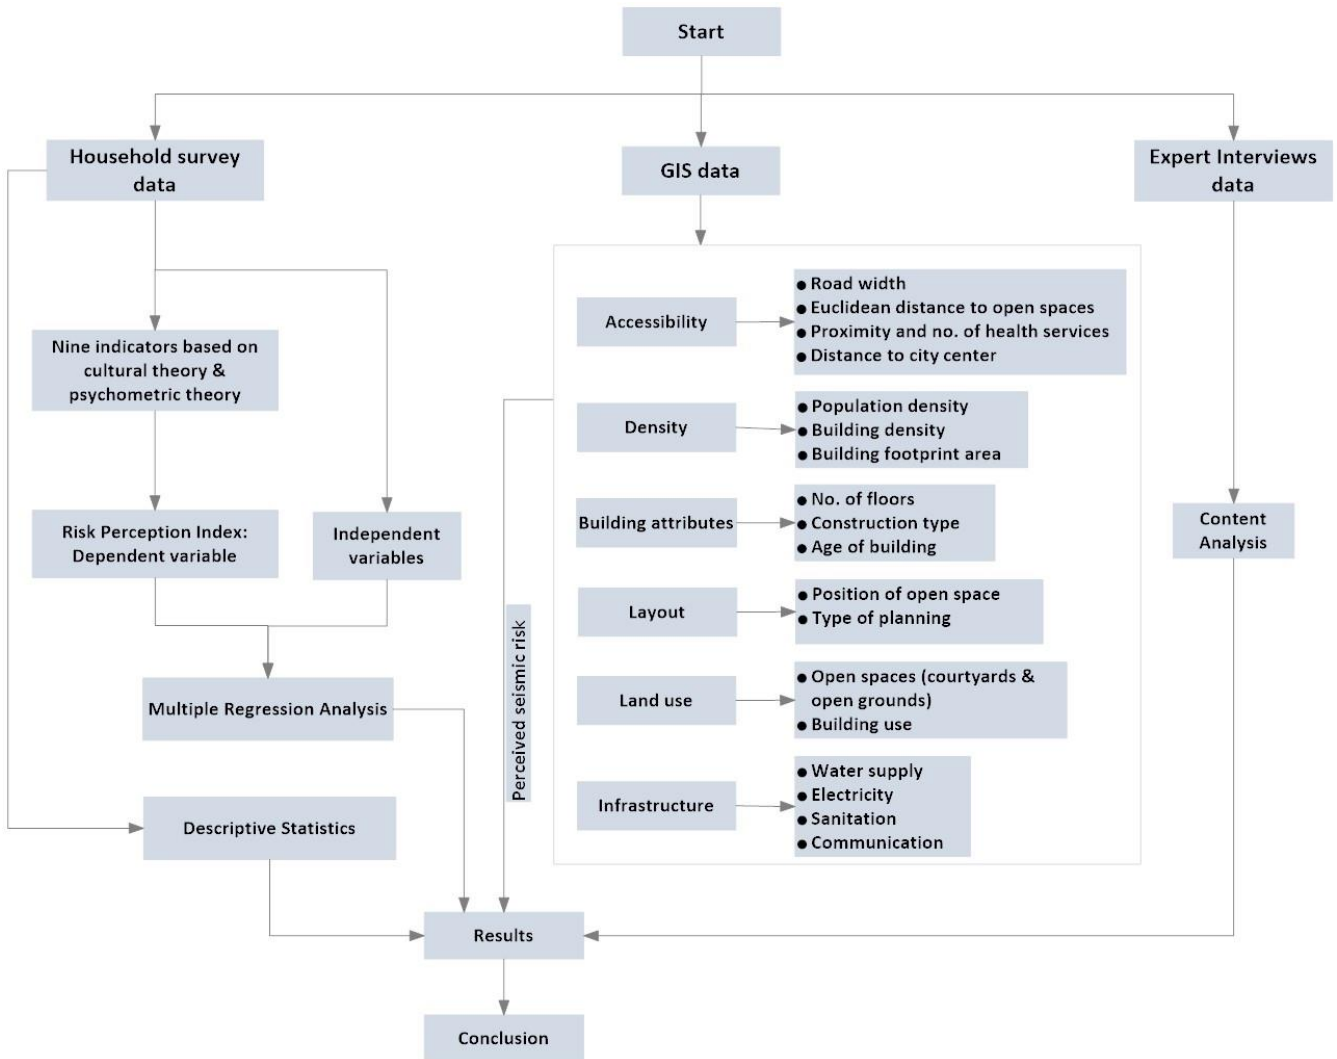 Start
Household survey
data
GIS data
Expert Interviews
data
Nine indicators based on
cultural theory &
psychometric theory
Risk Perception Index:
Dependent variable
Independent
variables
Multiple Regression Analysis
Descriptive Statistics
Perceived seismic risk
Accessibility
● Road width
● Euclidean distance to open spaces
● Proximity and no. of health services
● Distance to city center
Density
● Population density
● Building density
● Building footprint area
Building attributes
● No. of floors
● Construction type
● Age of building
Layout
● Position of open space
● Type of planning
Land use
● Open spaces (courtyards &
open grounds)
● Building use
Infrastructure
● Water supply
● Electricity
● Sanitation
● Communication
Content
Analysis
Results
Conclusion